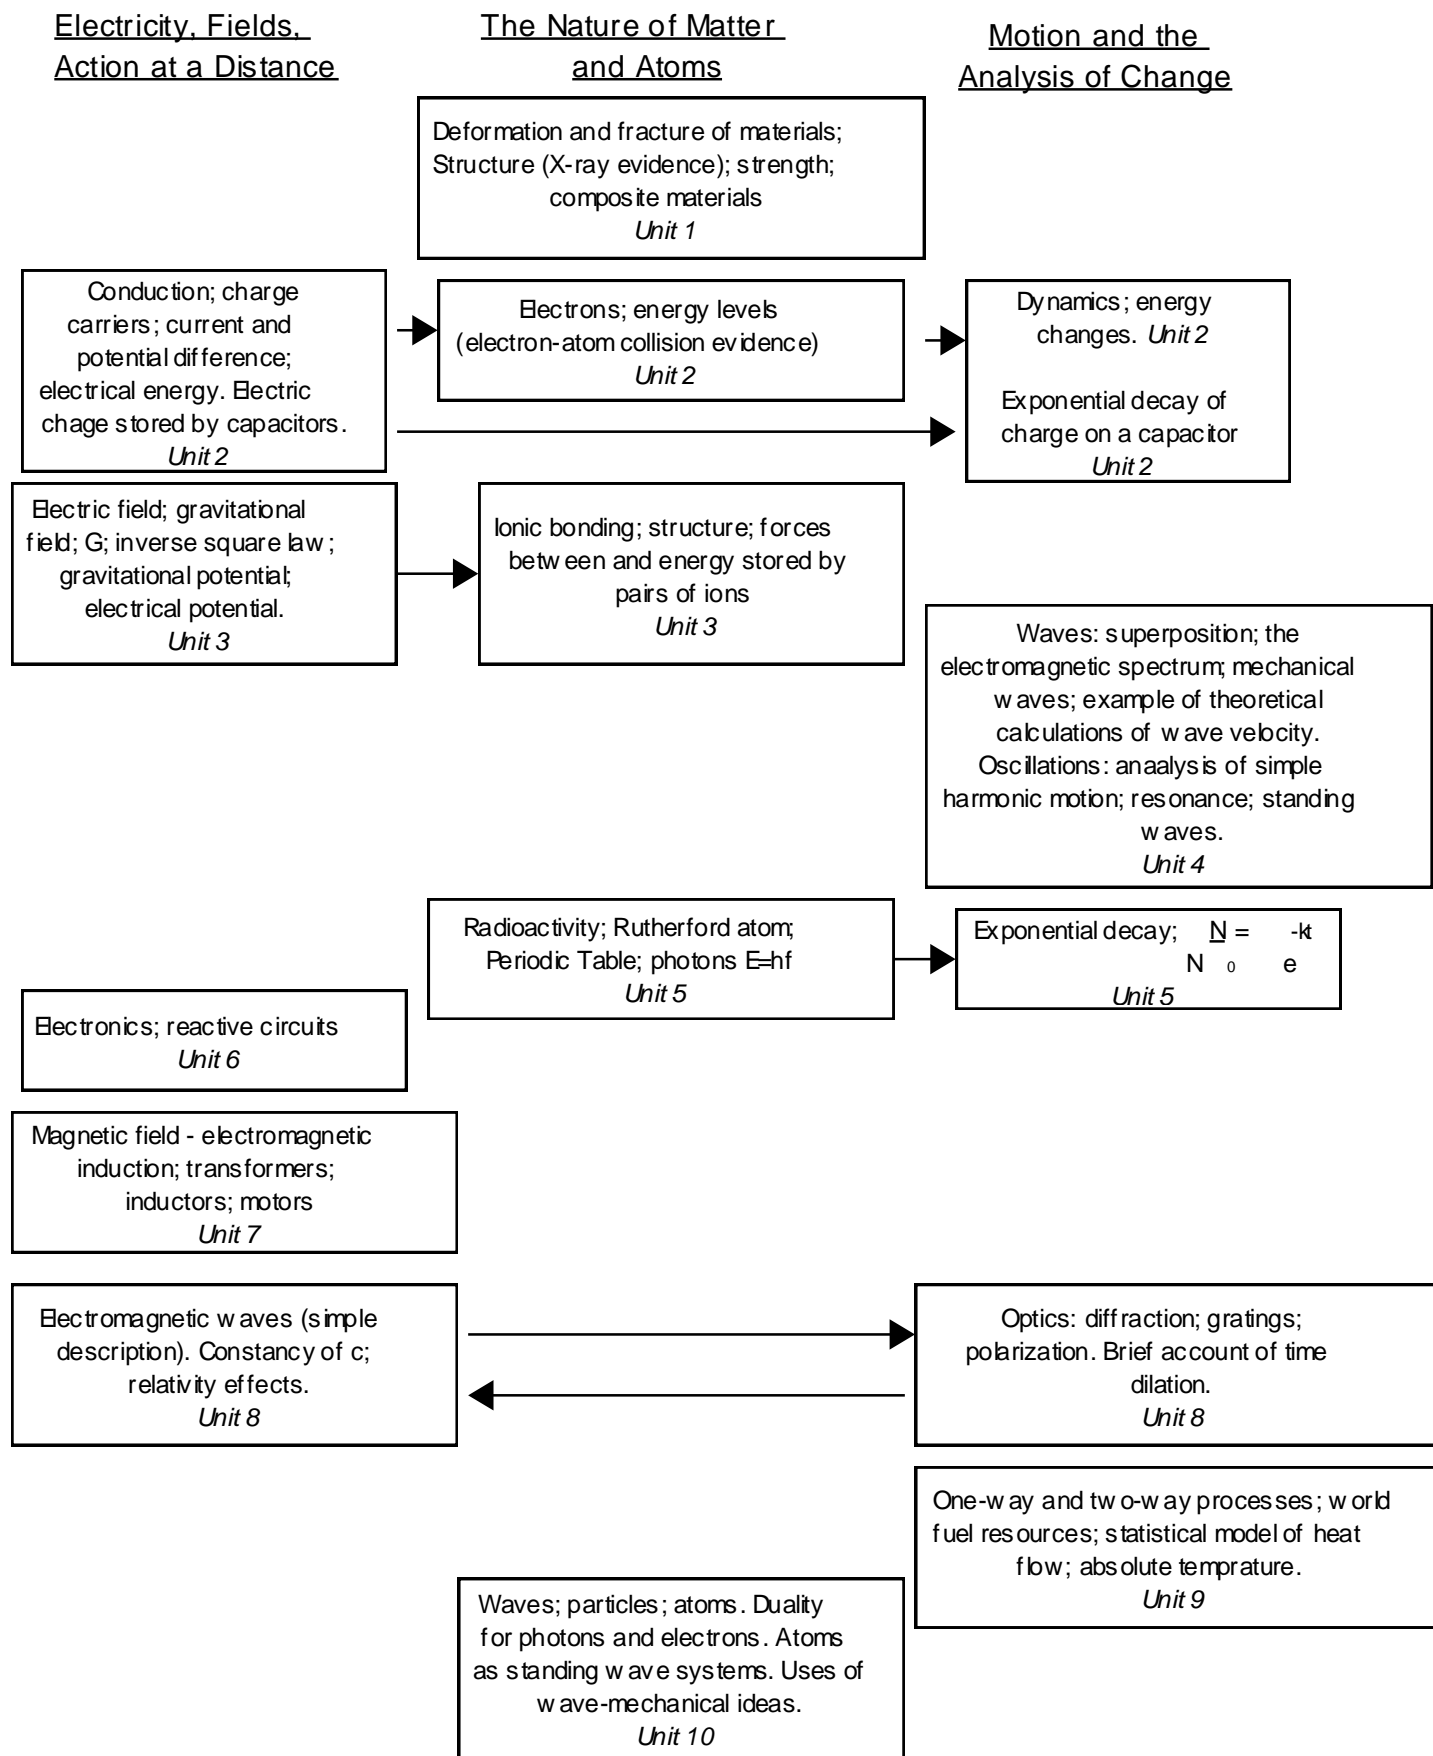 Electricity, Fields,
Action at a Distance
The Nature of Matter
and Atoms
Motion and the
Analysis of Change
Deformation and fracture of materials;
Structure (X-ray evidence); strength;
composite materials
Unit 1
Conduction; charge
carriers; current and
potential difference;
electrical energy. Electric
chage stored by capacitors.
Unit 2
Electrons; energy levels
(electron-atom collision evidence)
Unit 2
Dynamics; energy
changes. Unit 2
Exponential decay of
charge on a capacitor
Unit 2
Electric field; gravitational
field; G; inverse square law;
gravitational potential;
electrical potential.
Unit 3
Ionic bonding; structure; forces
between and energy stored by
pairs of ions
Unit 3
Waves: superposition; the
electromagnetic spectrum; mechanical
waves; example of theoretical
calculations of wave velocity.
Oscillations: anaalysis of simple
harmonic motion; resonance; standing
waves.
Unit 4
Radioactivity; Rutherford atom;
Periodic Table; photons E=hf
Unit 5
Exponential decay; N = -kt
N 0 e
Unit 5
Electronics; reactive circuits
Unit 6
Magnetic field - electromagnetic
induction; transformers;
inductors; motors
Unit 7
Electromagnetic waves (simple
description). Constancy of c;
relativity effects.
Unit 8
Optics: diffraction; gratings;
polarization. Brief account of time
dilation.
Unit 8
One-way and two-way processes; world
fuel resources; statistical model of heat
flow; absolute temprature.
Unit 9
Waves; particles; atoms. Duality
for photons and electrons. Atoms
as standing wave systems. Uses of
wave-mechanical ideas.
Unit 10